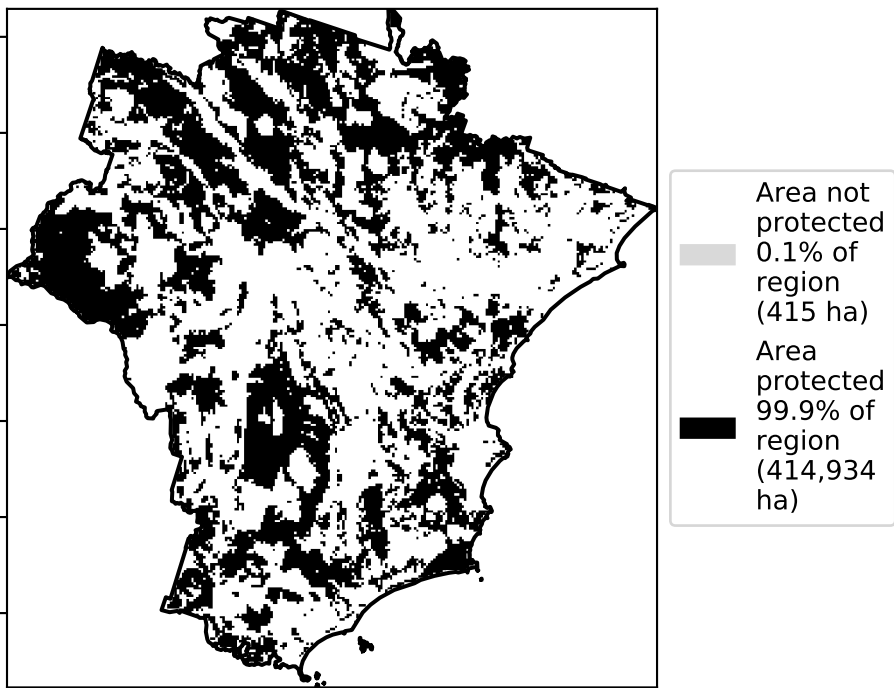 Area not
protected
0.1% of
region
(415 ha)
Area
protected
99.9% of
region
(414,934
ha)